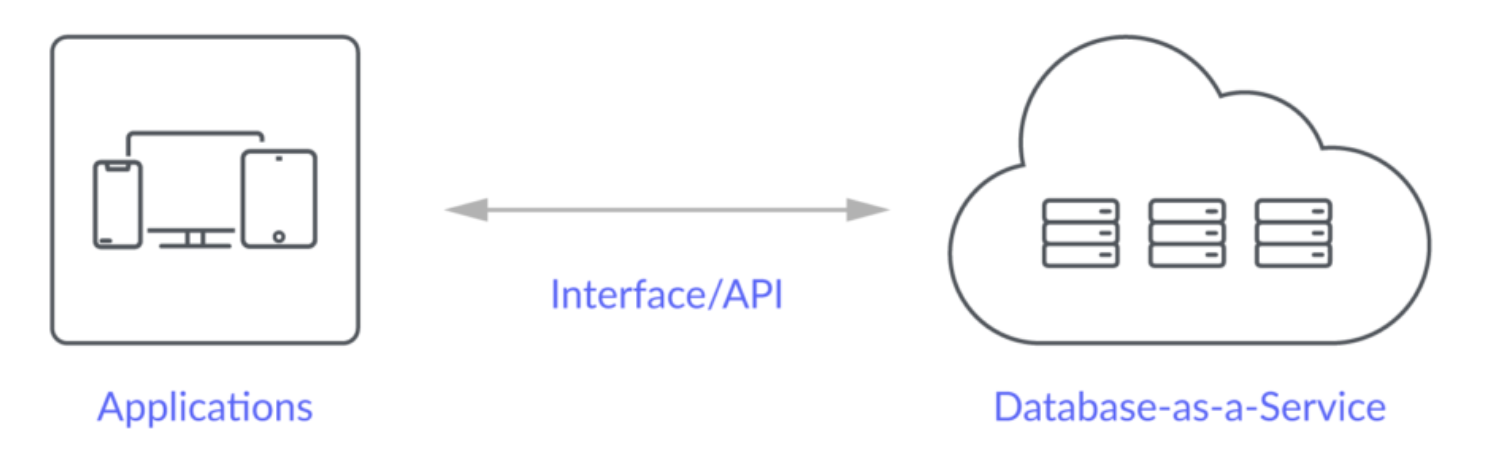 Interface/API
Applications
Database-as-a-Service